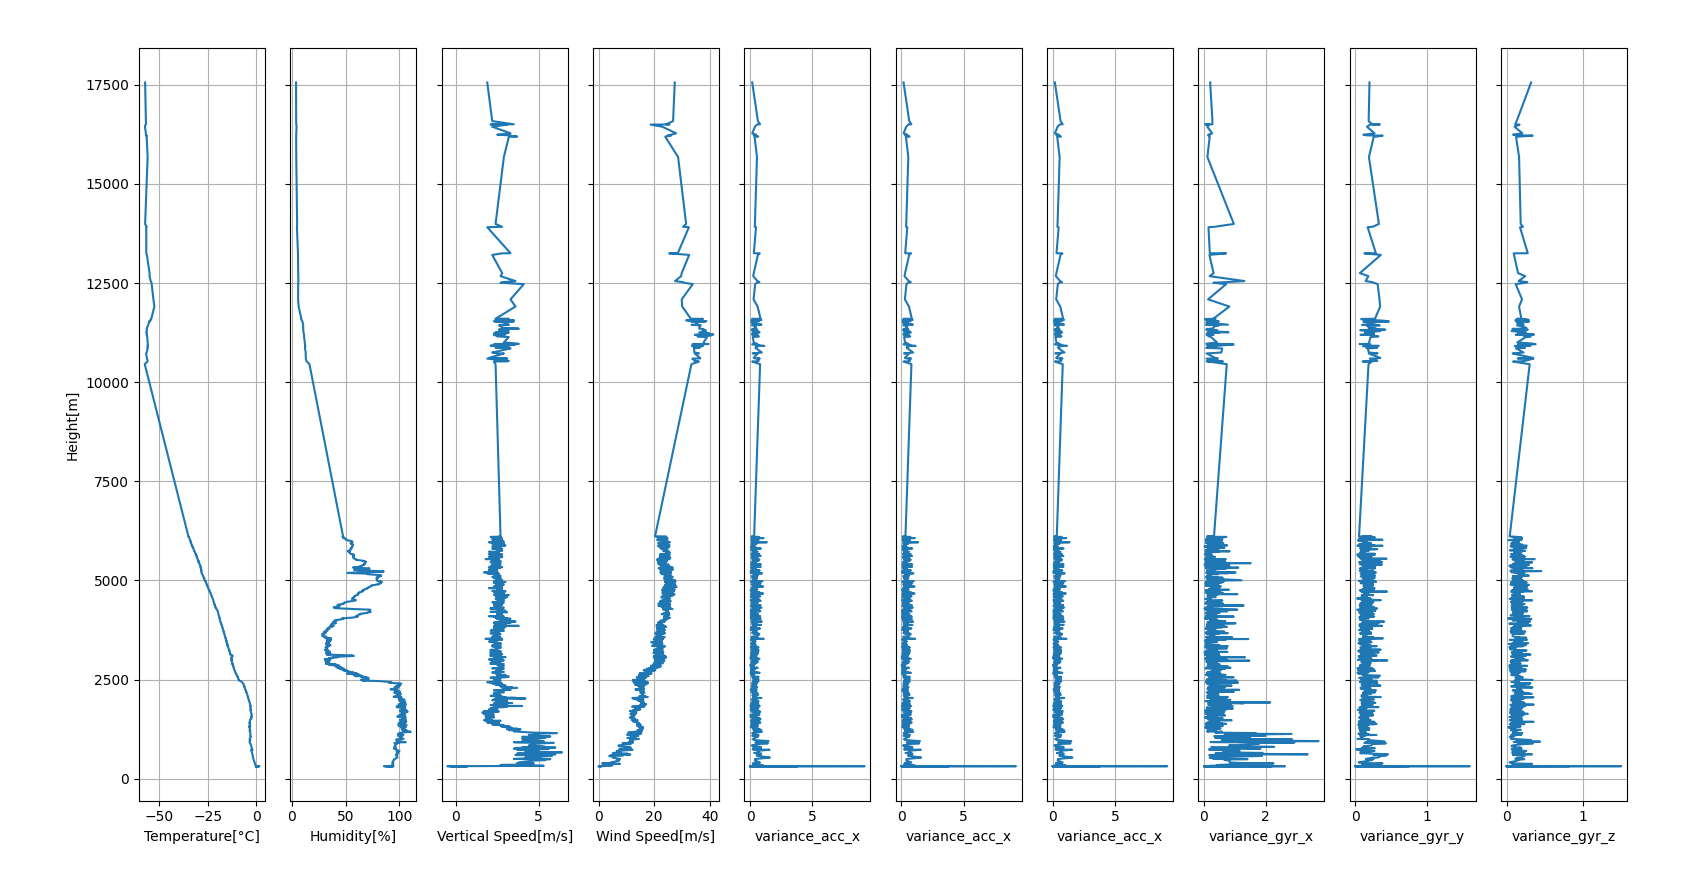 17500
15000
12500
10000
7500
5000
2500
0
Height[m]
−50 −25 0
Temperature[°C]
0 50 100
Humidity[%]
0 5
Vertical Speed[m/s]
0 20 40
Wind Speed[m/s]
0 5
variance_acc_x
0 5
variance_acc_x
0 5
variance_acc_x
0 2
variance_gyr_x
0 1
variance_gyr_y
0 1
variance_gyr_z